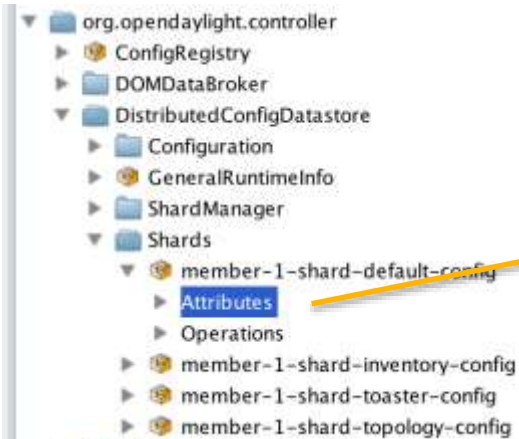 org.opendaylight.controller
ConfigRegistry
DOMDataBroker
DistributedConfigDatastore
Configuration
GeneralRuntimeInfo
ShardManager
Shards
member-1-shard-default-config
Attributes
Operations
member-1-shard-inventory-config
member-1-shard-toaster-config
member-1-shard-topology-config